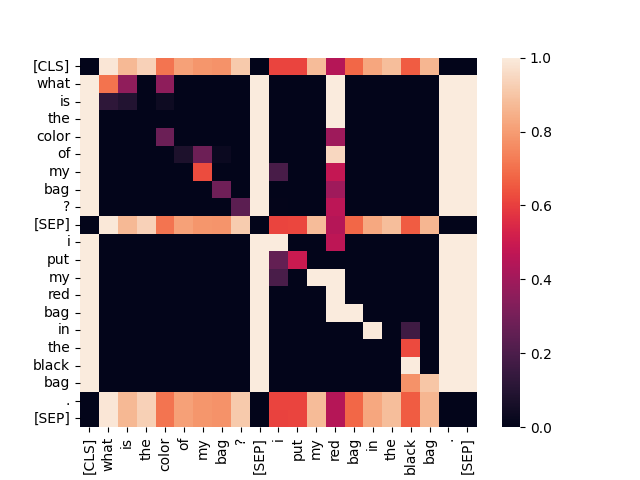 [CLS]
what
is
the
color
of
my
bag
?
[SEP]
i
put
my
red
bag
in
the
black
bag
.
[SEP]
[CLS] what is the color of my bag ? [SEP] i put my red bag in the black bag . [SEP]
1.0
0.8
0.6
0.4
0.2
0.0